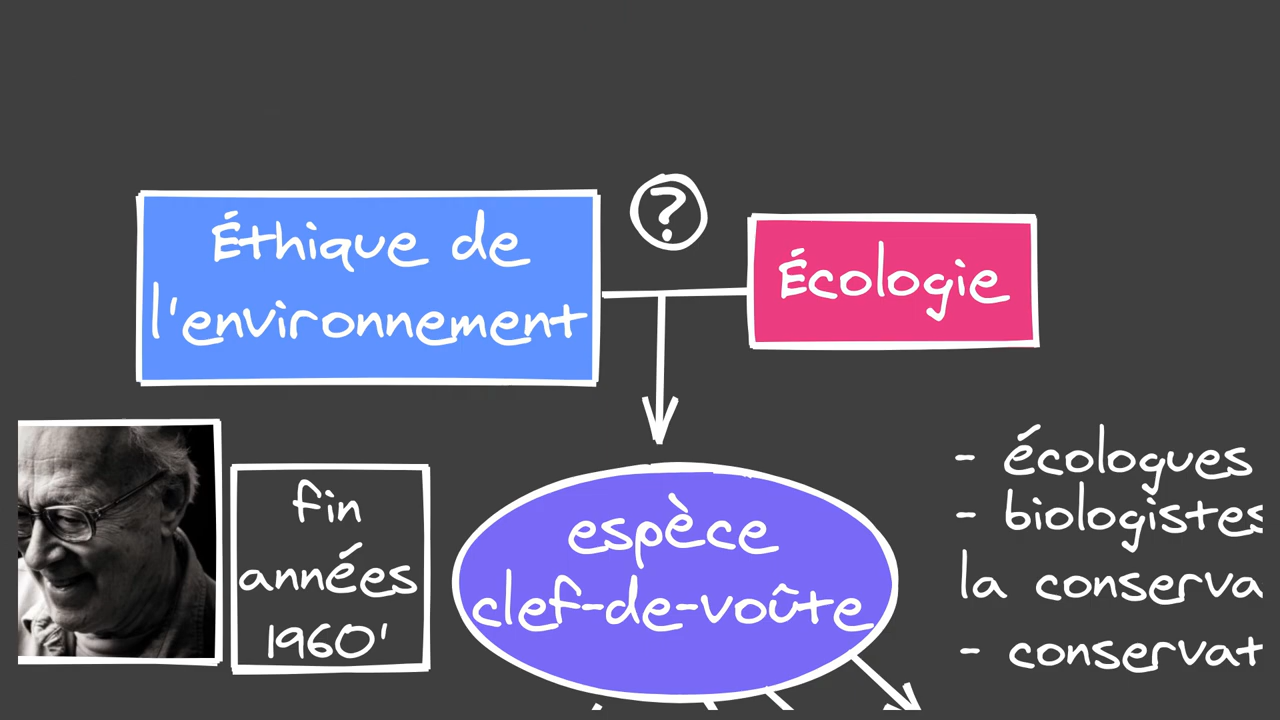 ?
Éthique de
l'environnement
Écologie
fin
années
1960'
espèce
clef-de-voûte
- écologues
- biologistes
la conserva
- conservat